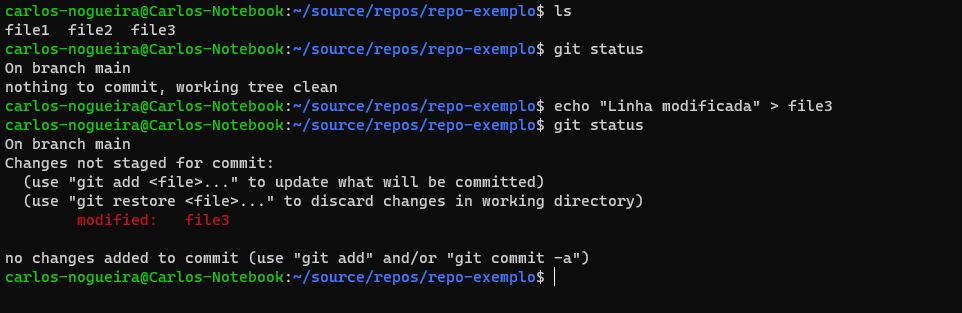 carlos-nogueira@Carlos-Notebook:~/source/repos/repo-exemplo$ ls
file1  file2  file3
carlos-nogueira@Carlos-Notebook:~/source/repos/repo-exemplo$ git status
On branch main
nothing to commit, working tree clean
carlos-nogueira@Carlos-Notebook:~/source/repos/repo-exemplo$ echo "Linha modificada" > file3
carlos-nogueira@Carlos-Notebook:~/source/repos/repo-exemplo$ git status
On branch main
Changes not staged for commit:
  (use "git add <file>..." to update what will be committed)
  (use "git restore <file>..." to discard changes in working directory)
        modified:   file3

no changes added to commit (use "git add" and/or "git commit -a")
carlos-nogueira@Carlos-Notebook:~/source/repos/repo-exemplo$